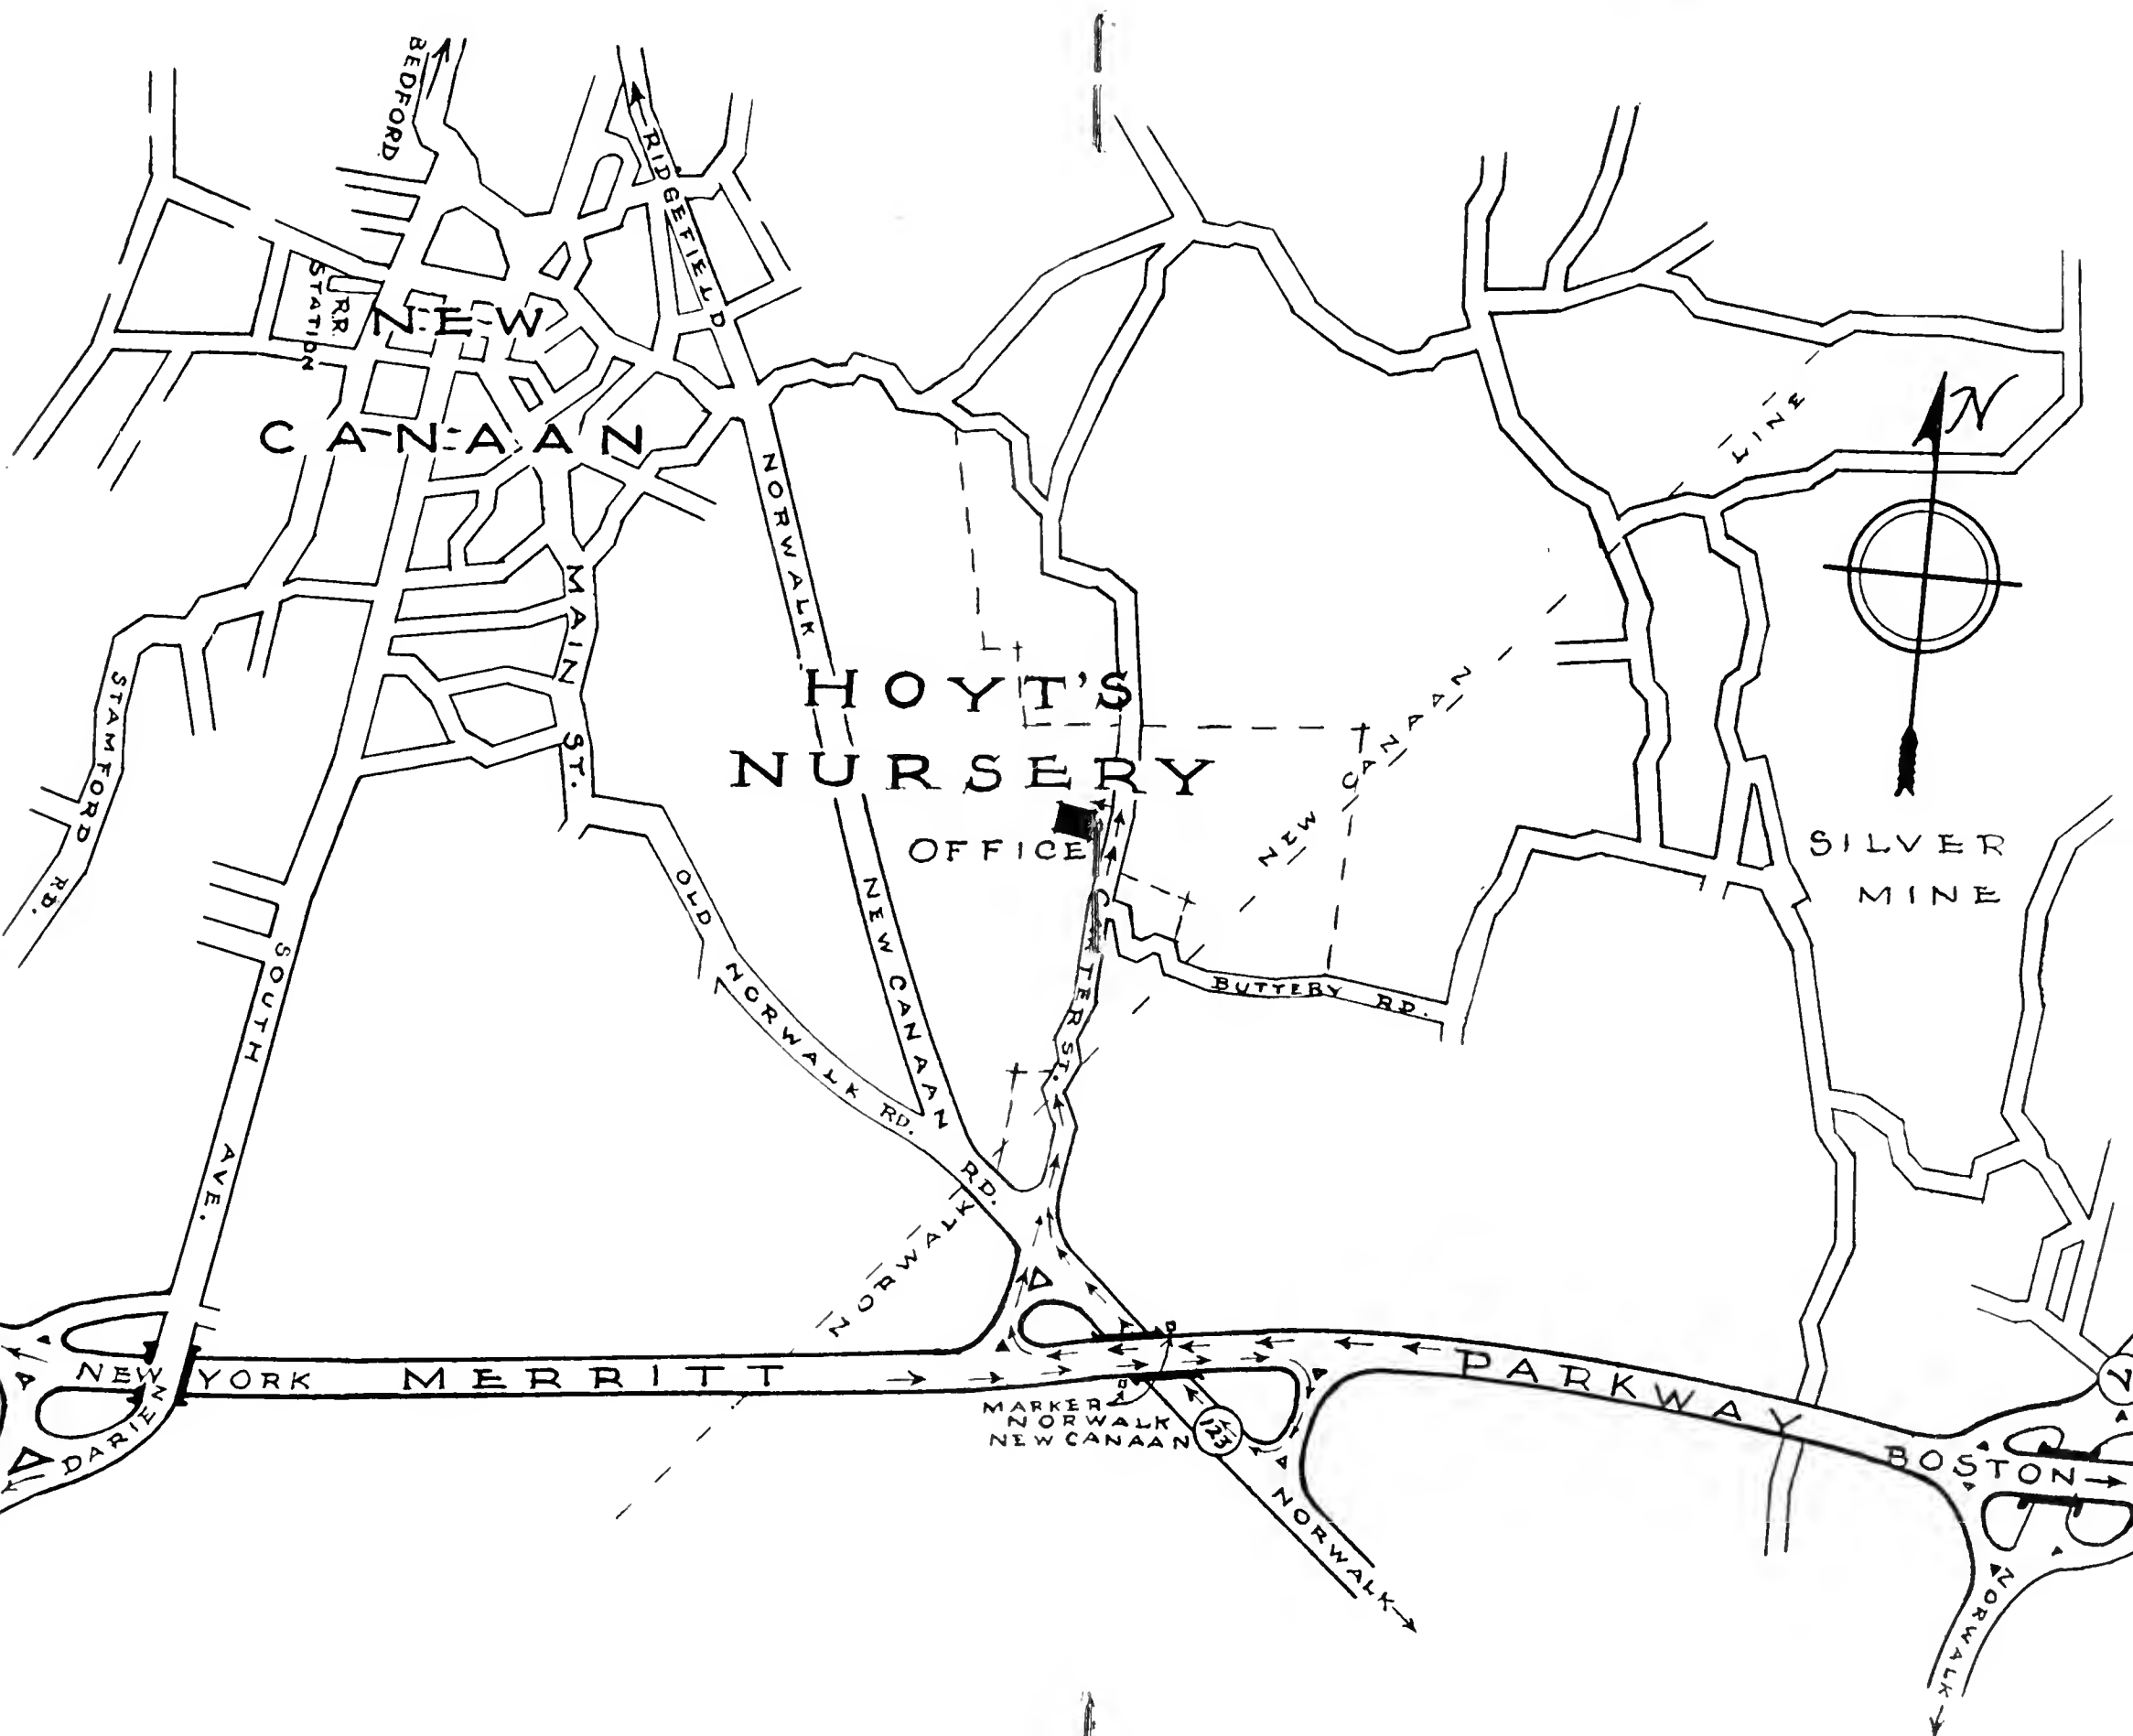 BEDFORD.
RIDGEFIELD
R.R.
STATION
NEW
CANAAN
N
LINE
NORWALK
MAIN
ST.
STAMFORD
RD.
HOYT'S
NURSERY
OFFICE
NEW CANAAN
LINE
SILVER
MINE
OLD
NORWALK RD.
NEW CANAAN
RD.
BUTTERY RD.
TER ST.
SOUTH
AVE.
NORWALK
NEW YORK
MERRITT
PARKWAY
DARIEN
MARKER
NORWALK
NEW CANAAN
123
BOSTON
NORWALK
NORWALK